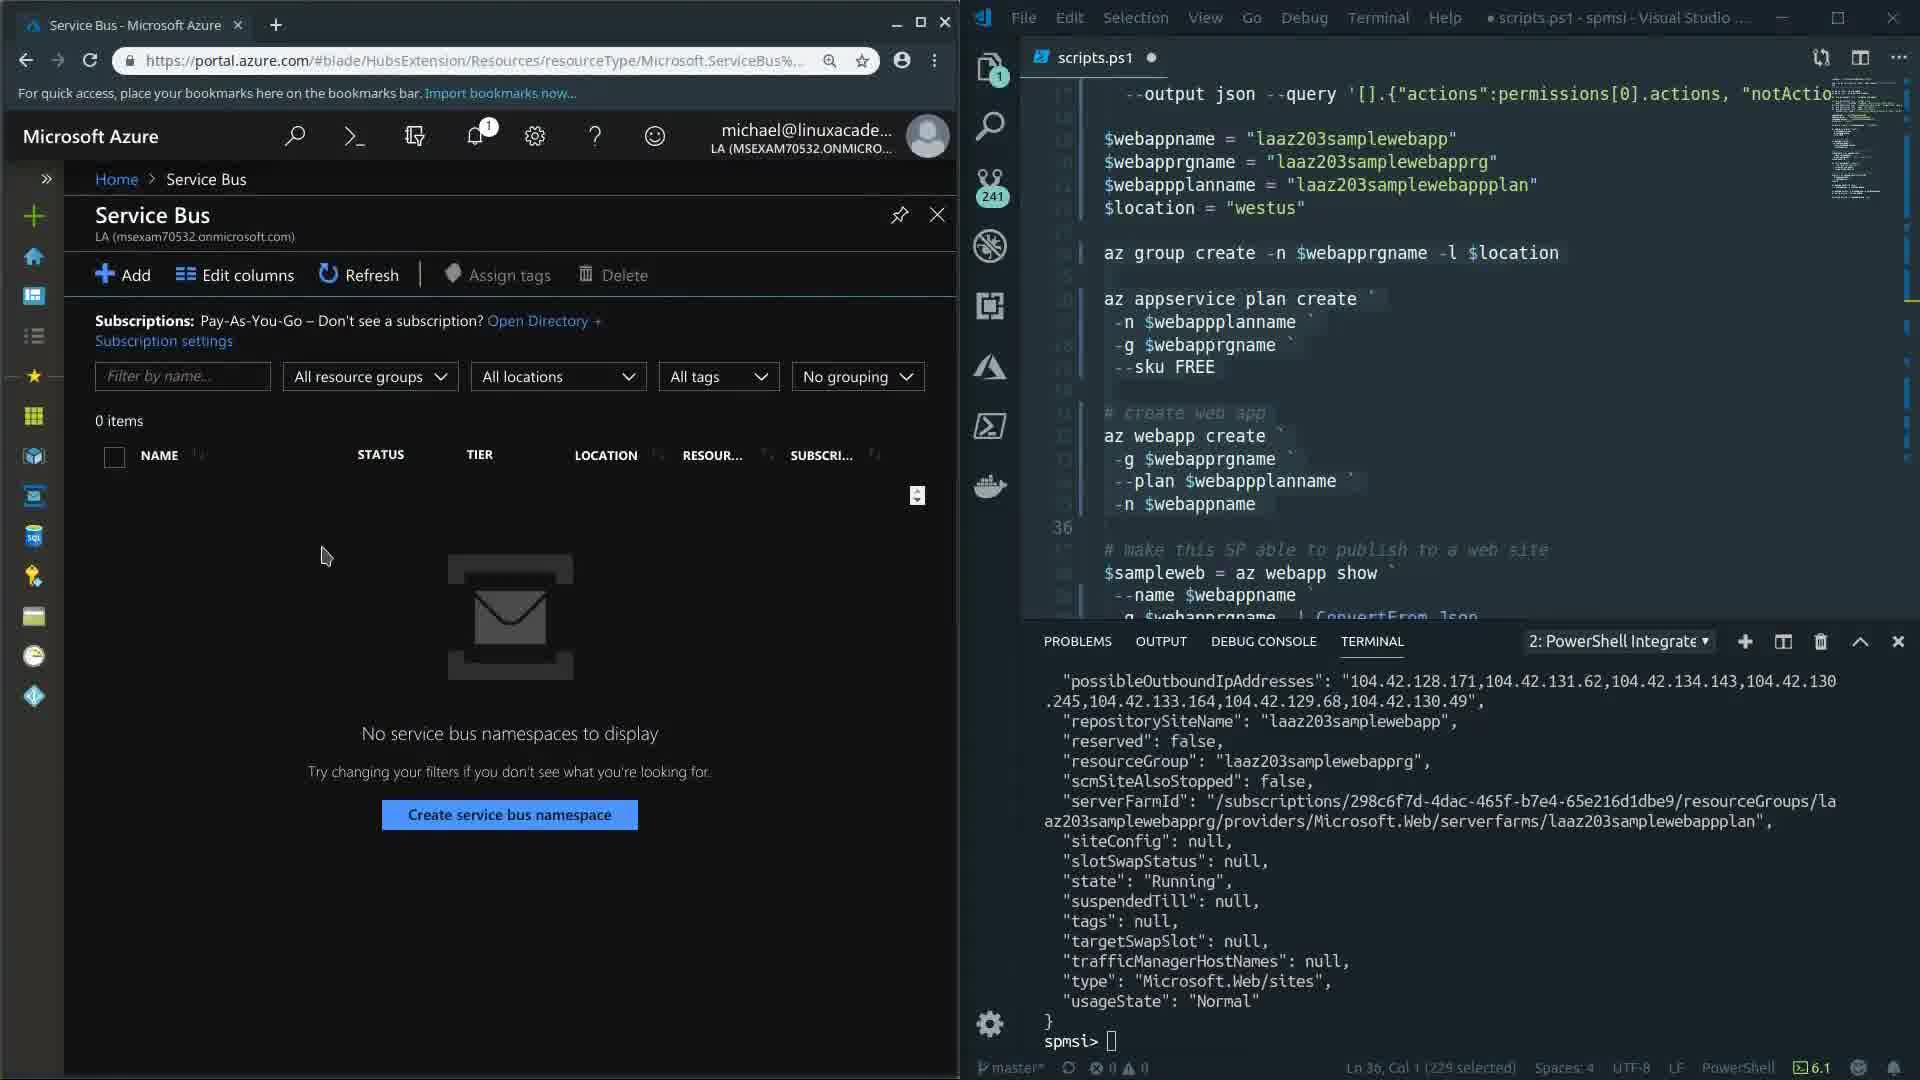 Service Bus - Microsoft Azure
https://portal.azure.com/#blade/HubsExtension/Resources/resourceType/Microsoft.ServiceBus%...
For quick access, place your bookmarks here on the bookmarks bar. Import bookmarks now...
Microsoft Azure
1
michael@linuxacade...
LA (MSEXAM70532.ONMICRO...
Home > Service Bus
Service Bus
LA (msexam70532.onmicrosoft.com)
Add
Edit columns
Refresh
Assign tags
Delete
Subscriptions: Pay-As-You-Go – Don't see a subscription? Open Directory +
Subscription settings
Filter by name...
All resource groups
All locations
All tags
No grouping
0 items
NAME
STATUS
TIER
LOCATION
RESOUR...
SUBSCRI...
No service bus namespaces to display
Try changing your filters if you don't see what you're looking for.
Create service bus namespace
SQL
File Edit Selection View Go Debug Terminal Help
● scripts.ps1 - spmsi - Visual Studio ...
scripts.ps1 ●
1
241
--output json --query '[].{"actions":permissions[0].actions, "notActio
$webappname = "laaz203samplewebapp"
$webapprgname = "laaz203samplewebapprg"
$webappplanname = "laaz203samplewebappplan"
$location = "westus"
az group create -n $webapprgname -l $location
az appservice plan create `
-n $webappplanname `
-g $webapprgname `
--sku FREE
# create web app
az webapp create `
-g $webapprgname `
--plan $webappplanname `
-n $webappname
36
# make this SP able to publish to a web site
$sampleweb = az webapp show `
--name $webappname `
-g $webapprgname | ConvertFrom-Json
PROBLEMS OUTPUT DEBUG CONSOLE TERMINAL
2: PowerShell Integrate
"possibleOutboundIpAddresses": "104.42.128.171,104.42.131.62,104.42.134.143,104.42.130
.245,104.42.133.164,104.42.129.68,104.42.130.49",
"repositorySiteName": "laaz203samplewebapp",
"reserved": false,
"resourceGroup": "laaz203samplewebapprg",
"scmSiteAlsoStopped": false,
"serverFarmId": "/subscriptions/298c6f7d-4dac-465f-b7e4-65e216d1dbe9/resourceGroups/la
az203samplewebapprg/providers/Microsoft.Web/serverfarms/laaz203samplewebappplan",
"siteConfig": null,
"slotSwapStatus": null,
"state": "Running",
"suspendedTill": null,
"tags": null,
"targetSwapSlot": null,
"trafficManagerHostNames": null,
"type": "Microsoft.Web/sites",
"usageState": "Normal"
}
spmsi>
master* 0 0
Ln 36, Col 1 (229 selected)
Spaces: 4
UTF-8
LF
PowerShell
6.1